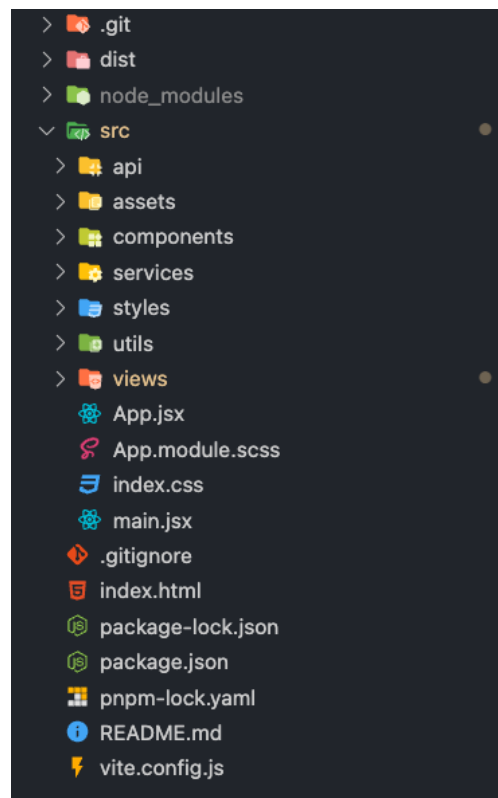 .git
dist
node_modules
src
api
assets
components
services
styles
utils
views
App.jsx
App.module.scss
index.css
main.jsx
.gitignore
index.html
package-lock.json
package.json
pnpm-lock.yaml
README.md
vite.config.js